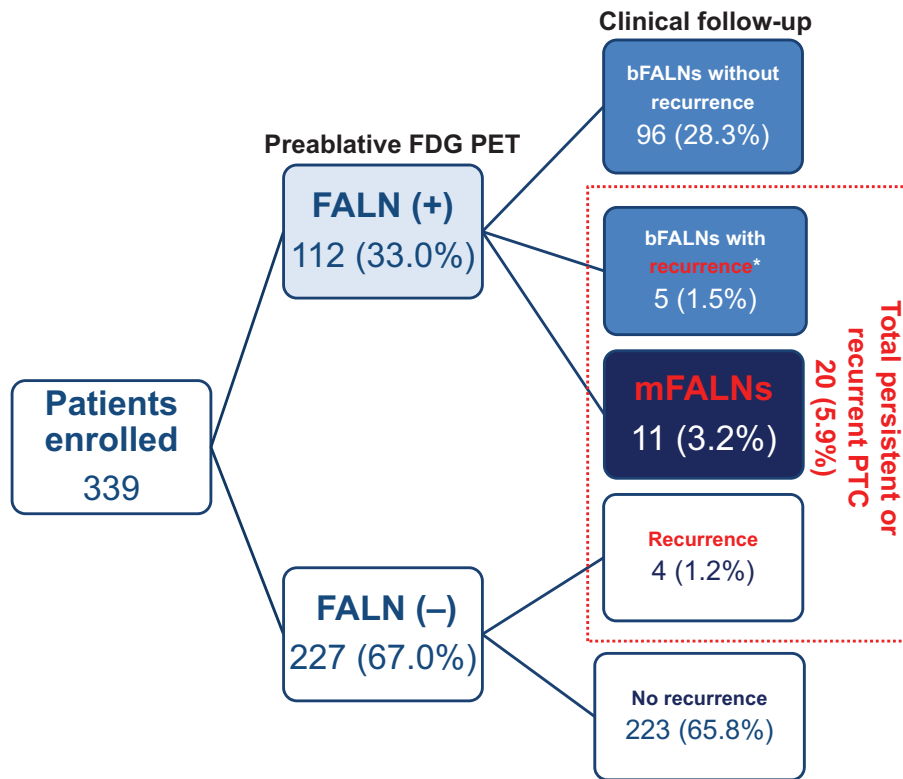 Clinical follow-up
bFALNs without
recurrence
96 (28.3%)
Preablative FDG PET
FALN (+)
112 (33.0%)
bFALNs with
recurrence*
5 (1.5%)
mFALNs
11 (3.2%)
Total persistent or
recurrent PTC
20 (5.9%)
Patients
enrolled
339
Recurrence
4 (1.2%)
FALN (–)
227 (67.0%)
No recurrence
223 (65.8%)